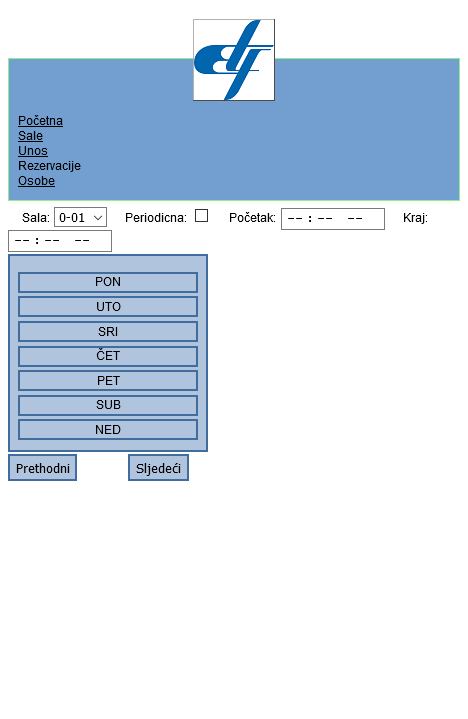 Početna
Sale
Unos
Rezervacije
Osobe
Sala: 0-01 Periodicna: Početak: -- : -- -- Kraj:
-- : -- --
PON
UTO
SRI
ČET
PET
SUB
NED
Prethodni Sljedeći